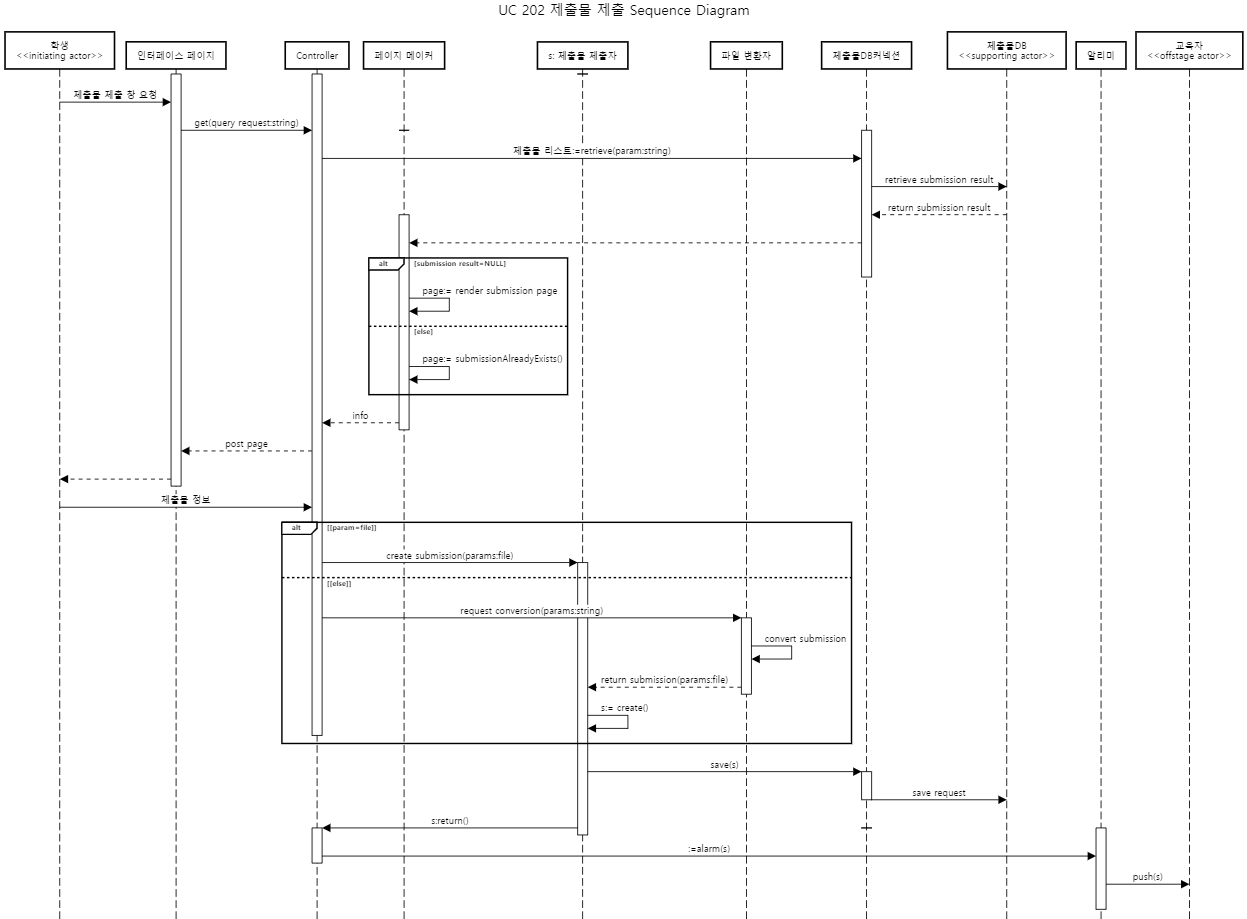 UC 202 제출물 제출 Sequence Diagram
학생
<<initiating actor>>
인터페이스 페이지
Controller
페이지 메이커
s: 제출물 제출자
파일 변환자
제출물DB커넥션
제출물DB
<<supporting actor>>
알리미
교육자
<<offstage actor>>
제출물 제출 창 요청
get(query request:string)
제출물 리스트:=retrieve(param:string)
retrieve submission result
return submission result
alt
[submission result=NULL]
page:= render submission page
[else]
page:= submissionAlreadyExists()
info
post page
제출물 정보
alt
[[param=file]]
create submission(params:file)
[[else]]
request conversion(params:string)
convert submission
return submission(params:file)
s:= create()
save(s)
save request
s:return()
:=alarm(s)
push(s)